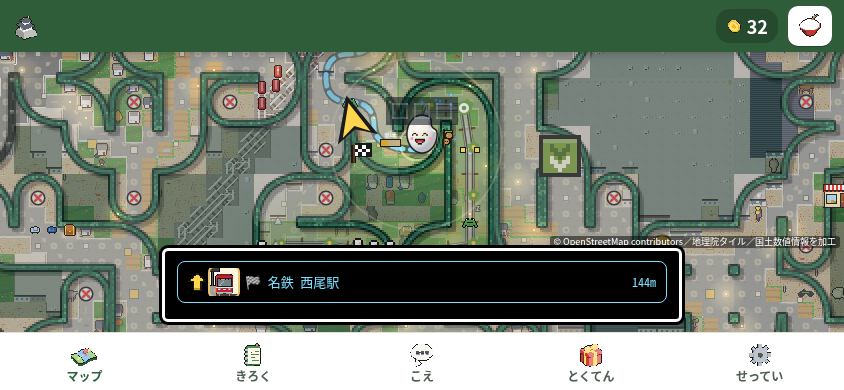 32
© OpenStreetMap contributors／地理院タイル／国土数値情報を加工
名鉄 西尾駅
144m
マップ
きろく
こえ
とくてん
せってい